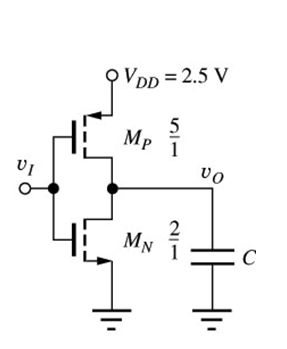 V_DD = 2.5 V
M_P 5/1
v_I
v_O
M_N 2/1
C